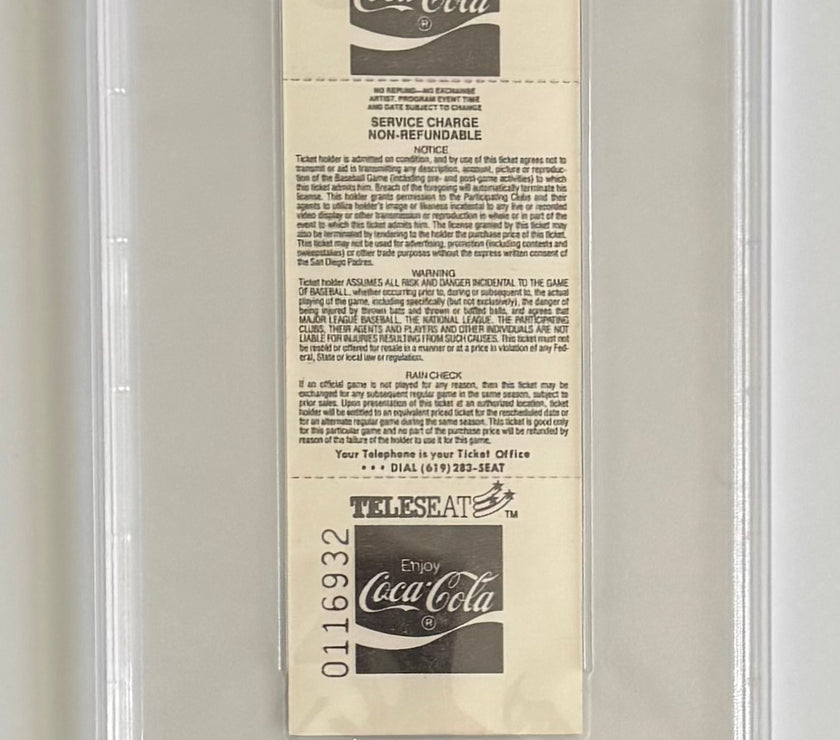 Coca-Cola
®
NO REFUND—NO EXCHANGE
ARTIST, PROGRAM EVENT TIME
AND DATE SUBJECT TO CHANGE
SERVICE CHARGE
NON-REFUNDABLE
NOTICE
Ticket holder is admitted on condition, and by use of this ticket agrees not to
transmit or aid in transmitting any description, account, picture or reproduc-
tion of the Baseball Game (including pre- and post-game activities) to which
this ticket admits him. Breach of the foregoing will automatically terminate his
license. This holder grants permission to the Participating Clubs and their
agents to utilize holder's image or likeness incidental to any live or recorded
video display or other transmission or reproduction in whole or in part of the
event to which this ticket admits him. The license granted by this ticket may
also be terminated by tendering to the holder the purchase price of this ticket.
This ticket may not be used for advertising, promotion (including contests and
sweepstakes) or other trade purposes without the express written consent of
the San Diego Padres.
WARNING
Ticket holder ASSUMES ALL RISK AND DANGER INCIDENTAL TO THE GAME
OF BASEBALL, whether occurring prior to, during or subsequent to, the actual
playing of the game, including specifically (but not exclusively), the danger of
being injured by thrown bats and thrown or batted balls, and agrees that
MAJOR LEAGUE BASEBALL, THE NATIONAL LEAGUE, THE PARTICIPATING
CLUBS, THEIR AGENTS AND PLAYERS AND OTHER INDIVIDUALS ARE NOT
LIABLE FOR INJURIES RESULTING FROM SUCH CAUSES. This ticket must not
be resold or offered for resale in a manner or at a price in violation of any Fed-
eral, State or local law or regulation.
RAIN CHECK
If an official game is not played for any reason, then this ticket may be
exchanged for any subsequent regular game in the same season, subject to
prior sales. Upon presentation of this ticket at an authorized location, ticket
holder will be entitled to an equivalent priced ticket for the rescheduled date or
for an alternate regular game during the same season. This ticket is good only
for this particular game and no part of the purchase price will be refunded by
reason of the failure of the holder to use it for this game.
Your Telephone is your Ticket Office
• • • DIAL (619) 283-SEAT
TELESEAT™
0116932
Enjoy
Coca-Cola
®